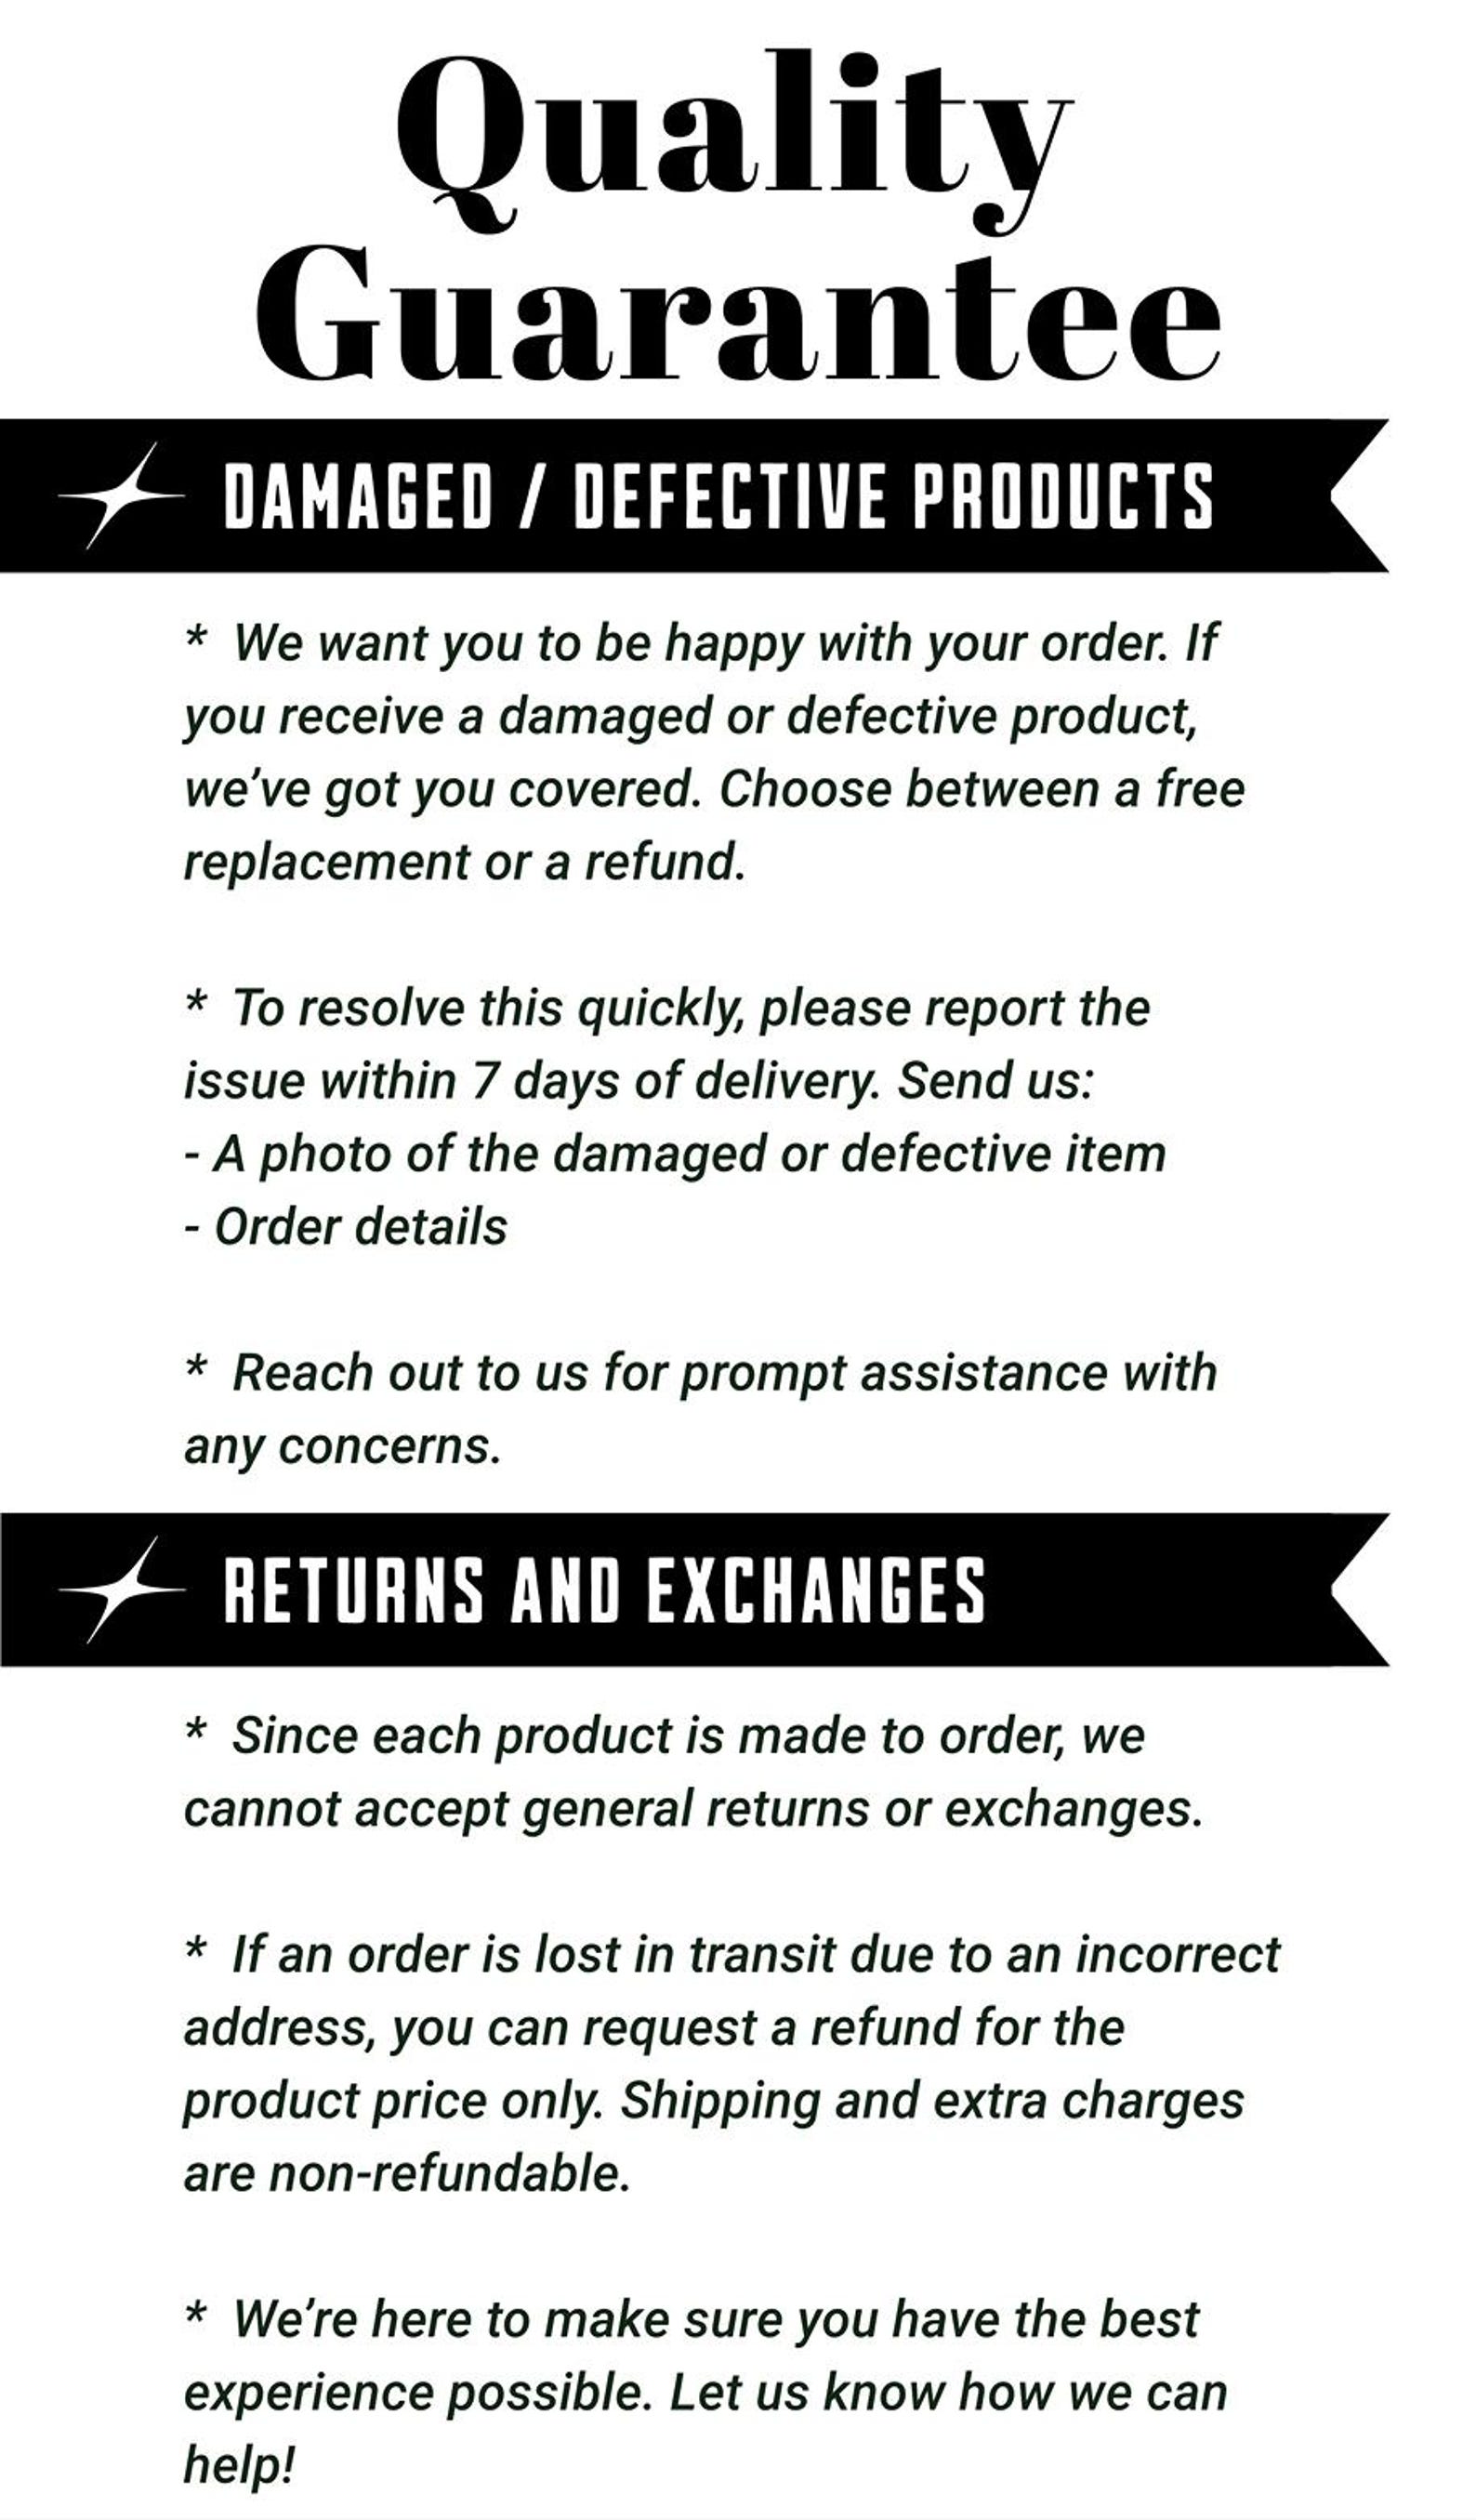 Quality
Guarantee
DAMAGED / DEFECTIVE PRODUCTS
* We want you to be happy with your order. If
you receive a damaged or defective product,
we’ve got you covered. Choose between a free
replacement or a refund.
* To resolve this quickly, please report the
issue within 7 days of delivery. Send us:
- A photo of the damaged or defective item
- Order details
* Reach out to us for prompt assistance with
any concerns.
RETURNS AND EXCHANGES
* Since each product is made to order, we
cannot accept general returns or exchanges.
* If an order is lost in transit due to an incorrect
address, you can request a refund for the
product price only. Shipping and extra charges
are non-refundable.
* We’re here to make sure you have the best
experience possible. Let us know how we can
help!